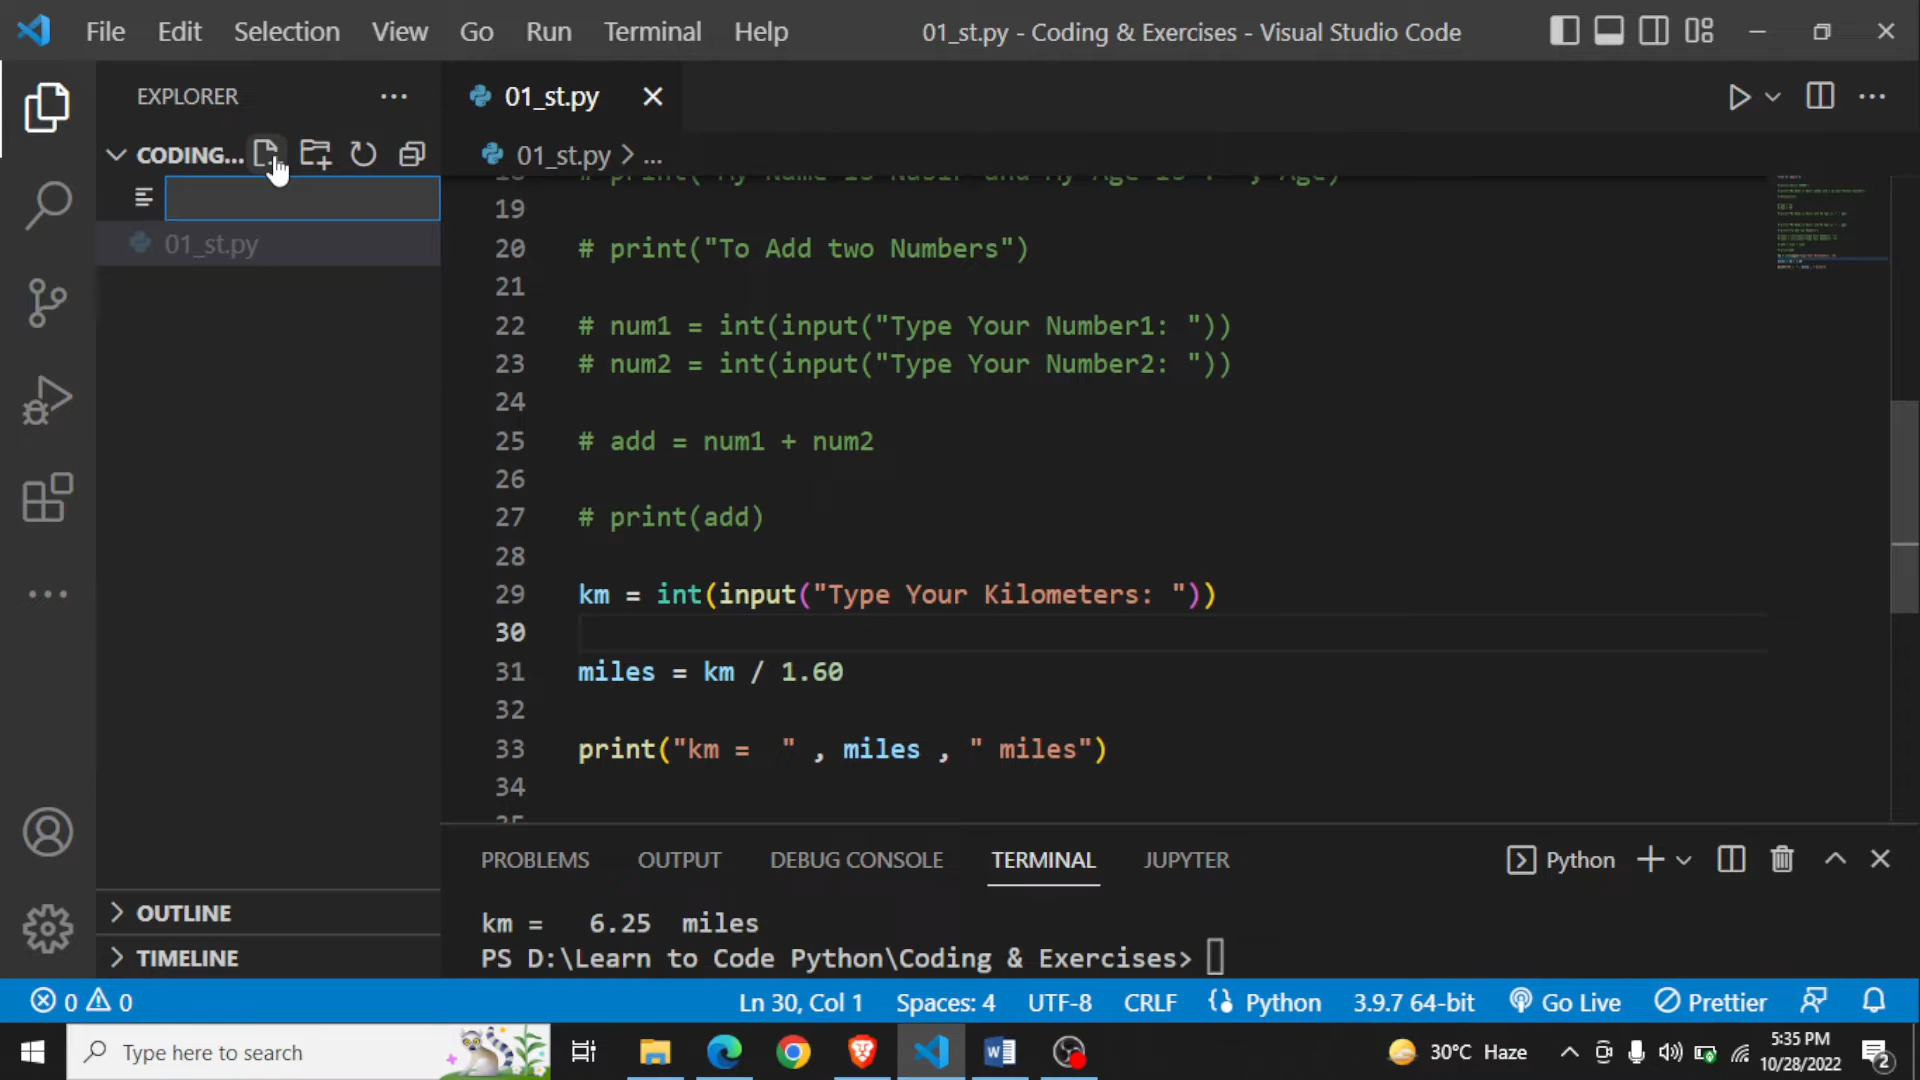 File Edit Selection View Go Run Terminal Help 01_st.py - Coding & Exercises - Visual Studio Code
EXPLORER
01_st.py
CODING...
01_st.py > ...
01_st.py
19
20 # print("To Add two Numbers")
21
22 # num1 = int(input("Type Your Number1: "))
23 # num2 = int(input("Type Your Number2: "))
24
25 # add = num1 + num2
26
27 # print(add)
28
29 km = int(input("Type Your Kilometers: "))
30
31 miles = km / 1.60
32
33 print("km =  " , miles , " miles")
34
PROBLEMS OUTPUT DEBUG CONSOLE TERMINAL JUPYTER Python
km =   6.25  miles
PS D:\Learn to Code Python\Coding & Exercises>
OUTLINE
TIMELINE
0 0 Ln 30, Col 1 Spaces: 4 UTF-8 CRLF Python 3.9.7 64-bit Go Live Prettier
Type here to search 30°C Haze 5:35 PM
10/28/2022 2